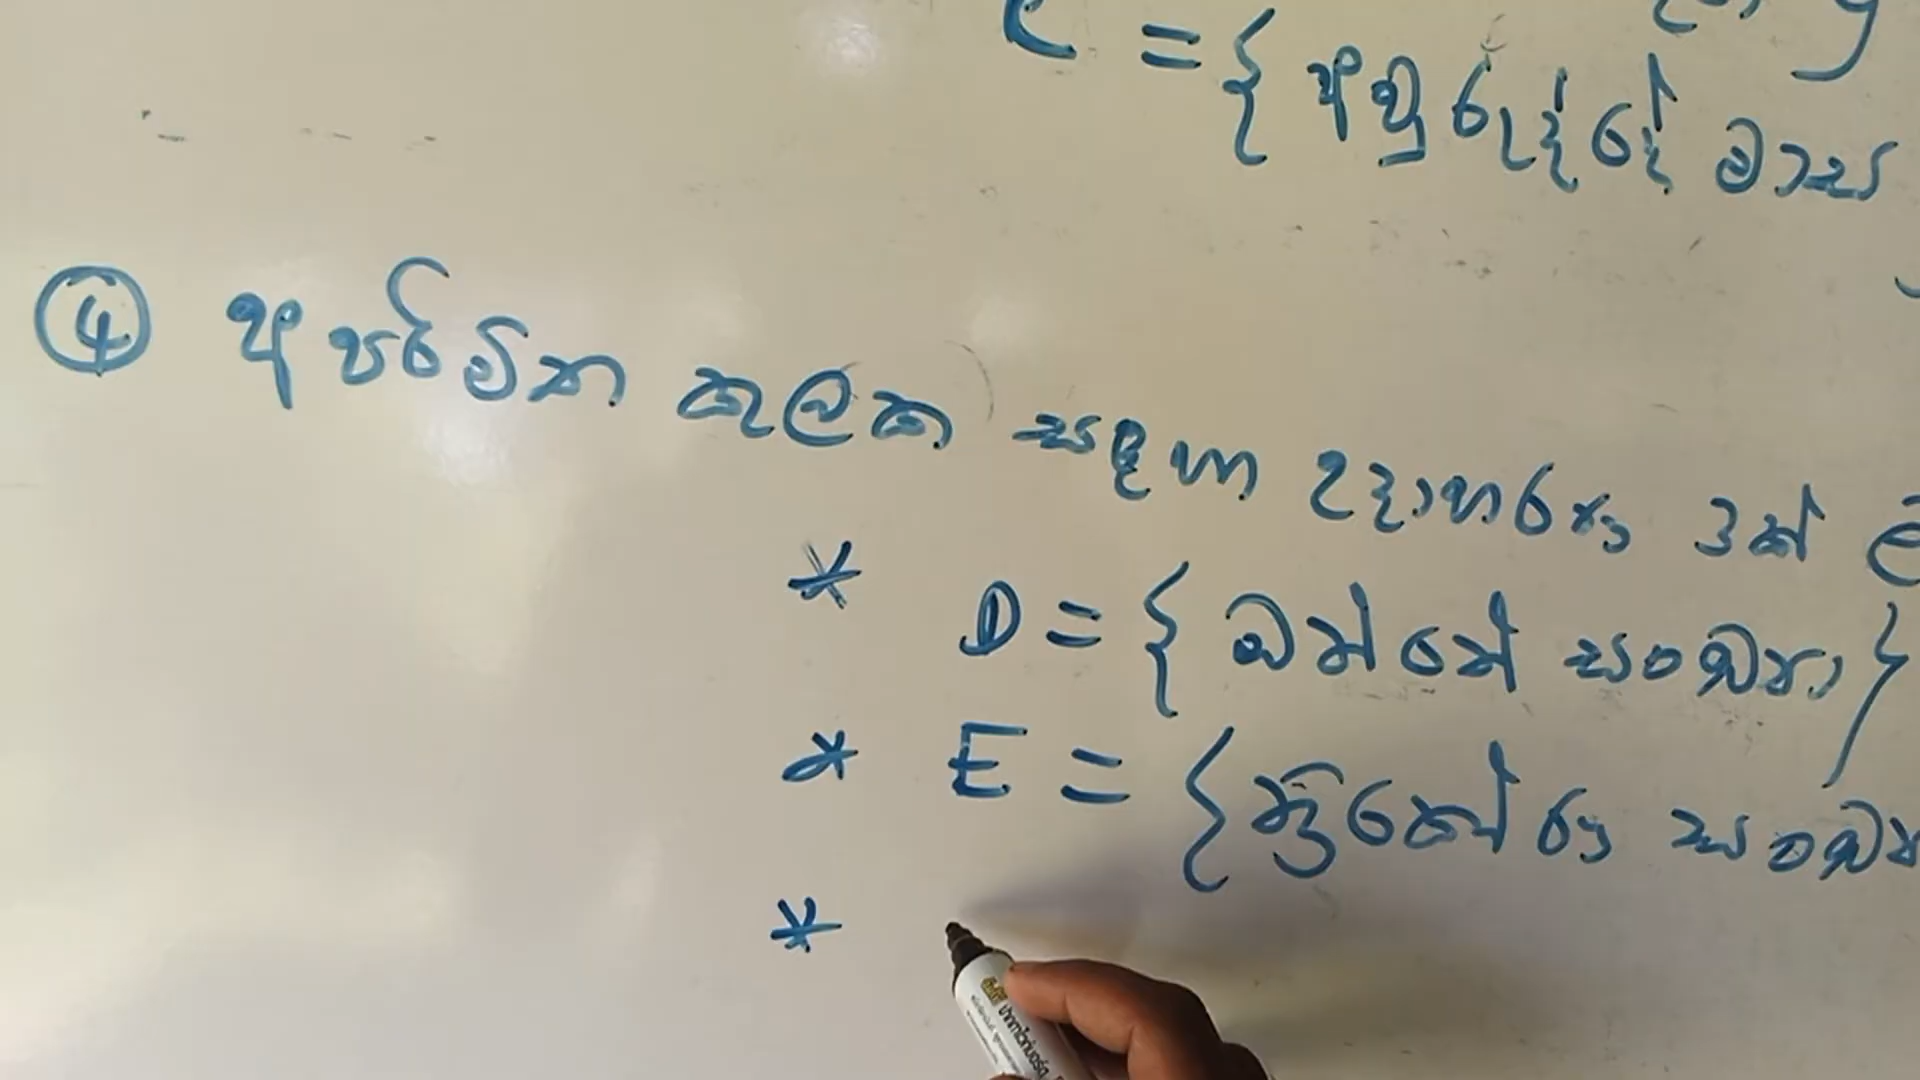 C = { අවුරුද්දේ මාස
④ අපරිමිත කුලක සඳහා උදාහරණ 3ක්
* D = { ඔත්තේ සංඛ්‍යා }
* E = { ත්‍රිකෝණ සංඛ්‍ය
*